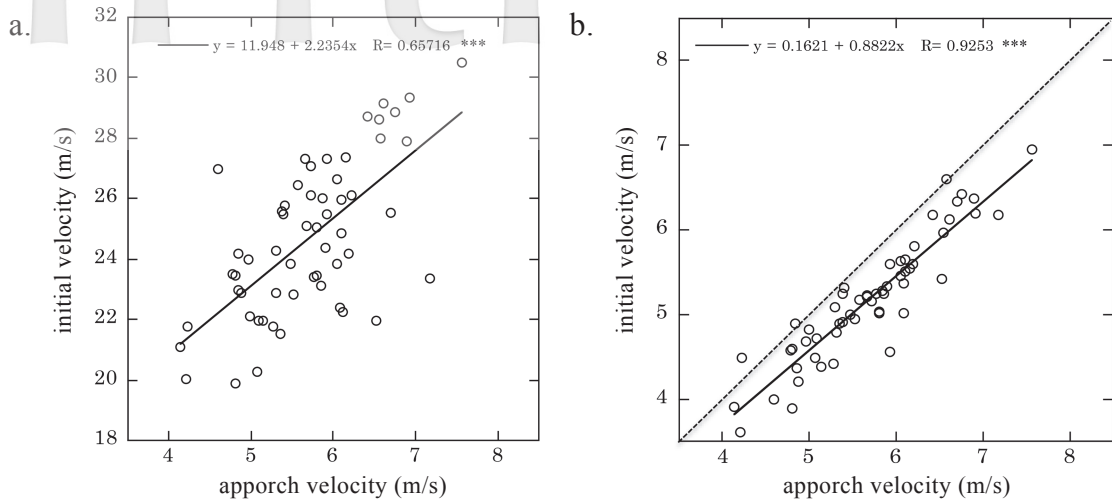 a.
32
30
28
26
24
22
20
18
y = 11.948 + 2.2354x R= 0.65716 ***
initial velocity (m/s)
4 5 6 7 8
apporch velocity (m/s)
b.
8
7
6
5
4
y = 0.1621 + 0.8822x R= 0.9253 ***
initial velocity (m/s)
4 5 6 7 8
apporch velocity (m/s)